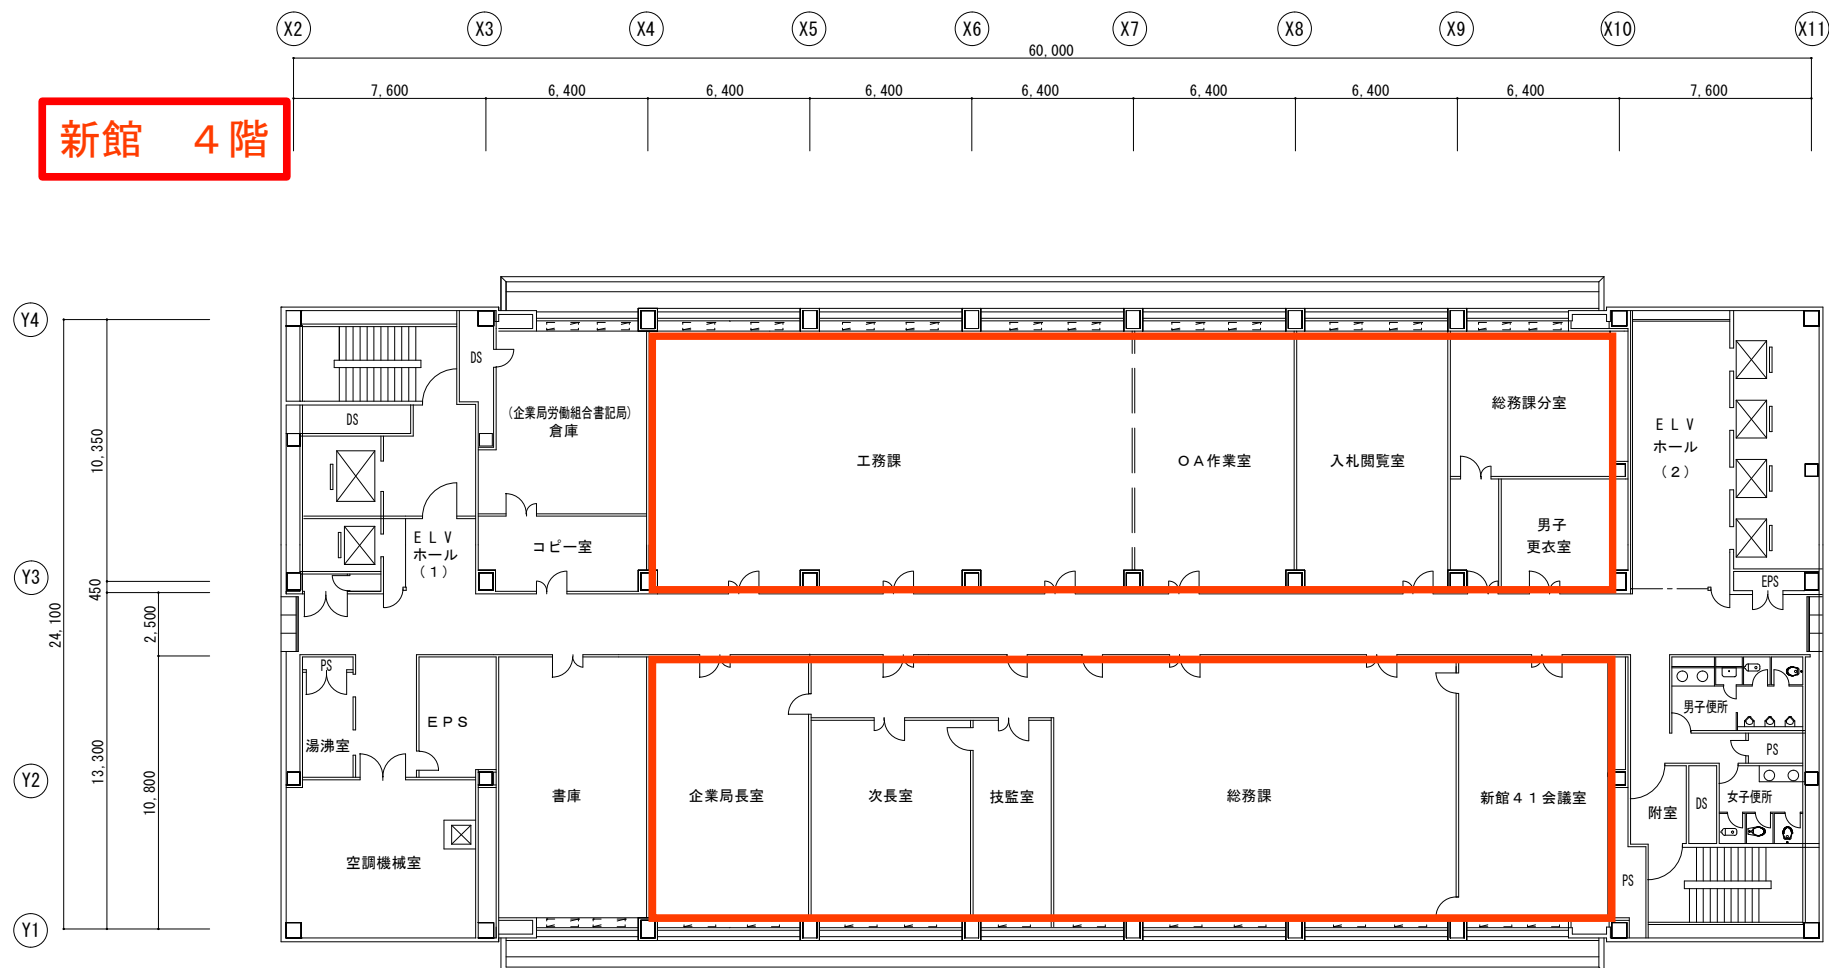 X2 X3 X4 X5 X6 X7 X8 X9 X10 X11
60,000
7,600 6,400 6,400 6,400 6,400 6,400 6,400 6,400 7,600
新館 4階
Y4
Y3
Y2
Y1
24,100
10,350
450
13,300
2,500
10,800
DS
DS
(企業局労働組合書記局)
倉庫
コピー室
ELV
ホール
(1)
工務課
OA作業室
入札閲覧室
総務課分室
男子
更衣室
ELV
ホール
(2)
EPS
PS
湯沸室
EPS
空調機械室
書庫
企業局長室
次長室
技監室
総務課
新館41会議室
男子便所
PS
女子便所
DS
附室
PS